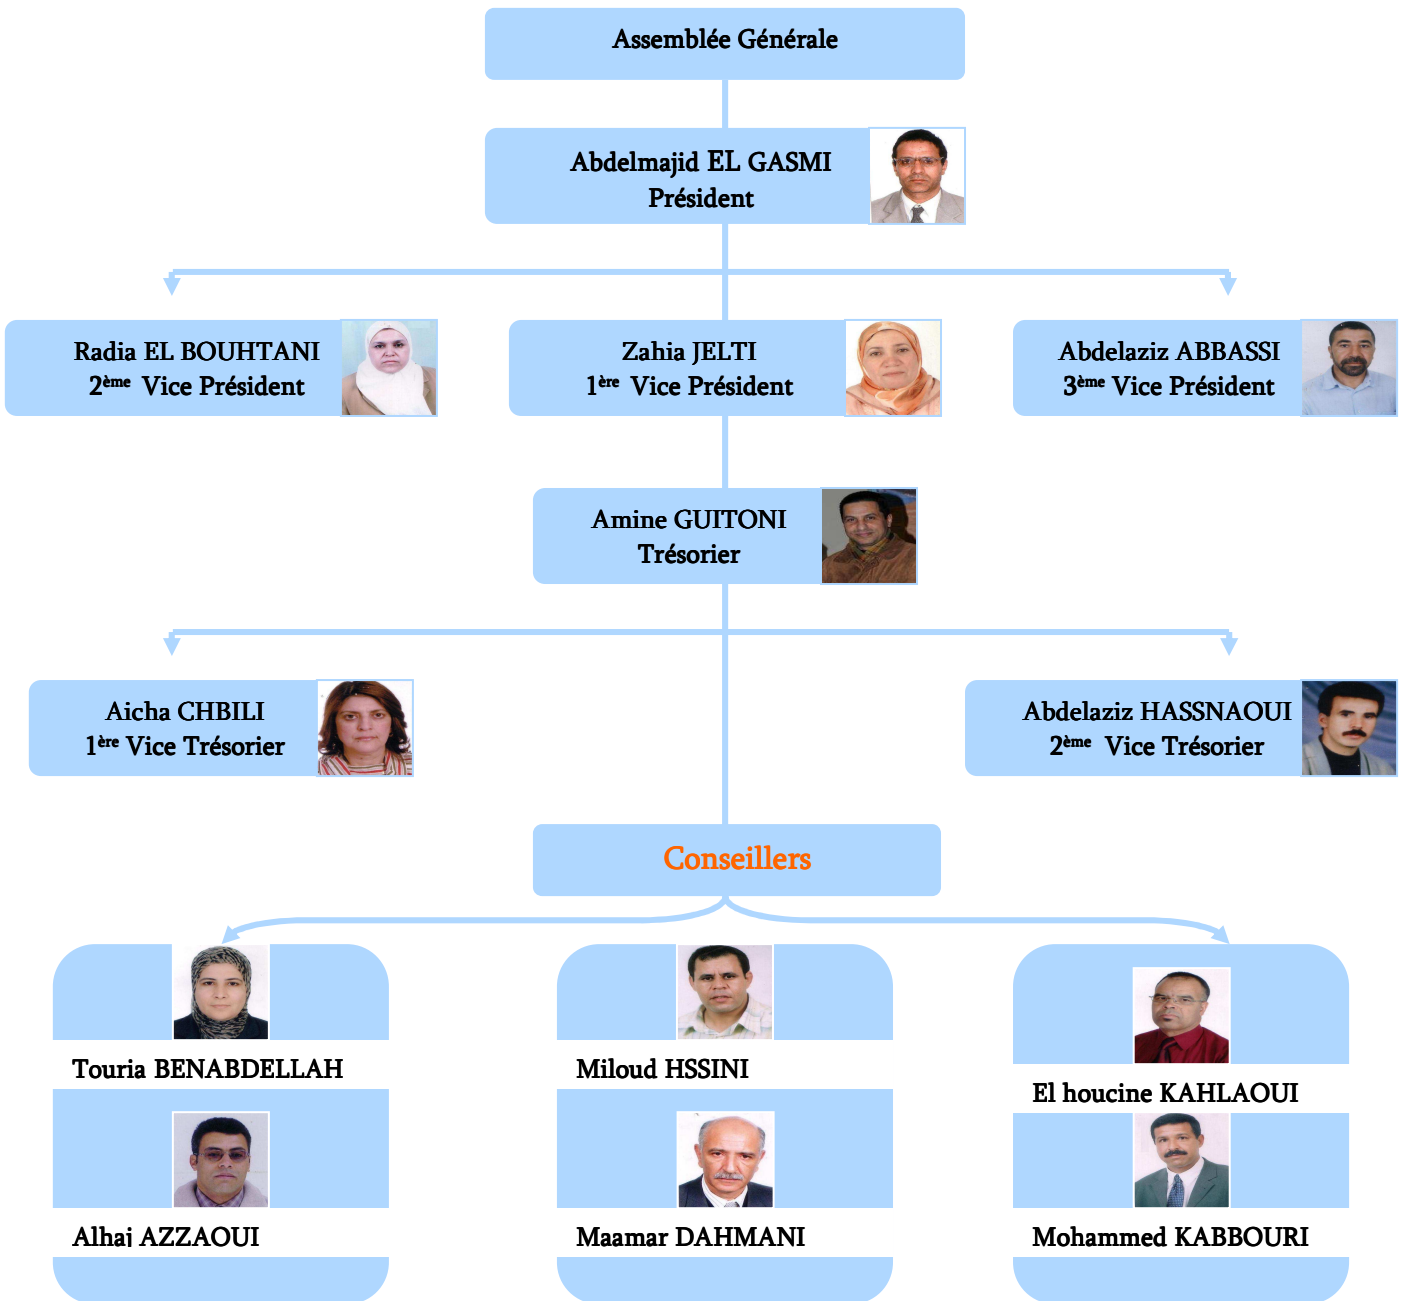 Assemblée Générale
Abdelmajid EL GASMI
Président
Radia EL BOUHTANI
2ème Vice Président
Zahia JELTI
1ère Vice Président
Abdelaziz ABBASSI
3ème Vice Président
Amine GUITONI
Trésorier
Aicha CHBILI
1ère Vice Trésorier
Abdelaziz HASSNAOUI
2ème Vice Trésorier
Conseillers
Touria BENABDELLAH
Miloud HSSINI
El houcine KAHLAOUI
Alhaj AZZAOUI
Maamar DAHMANI
Mohammed KABBOURI